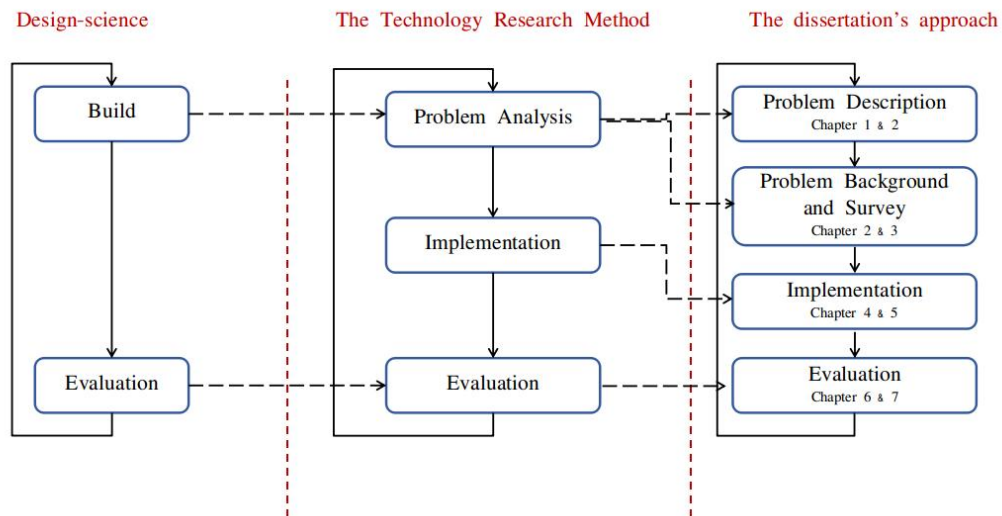 Design-science
The Technology Research Method
The dissertation's approach
Build
Evaluation
Problem Analysis
Implementation
Evaluation
Problem Description
Chapter 1 & 2
Problem Background
and Survey
Chapter 2 & 3
Implementation
Chapter 4 & 5
Evaluation
Chapter 6 & 7